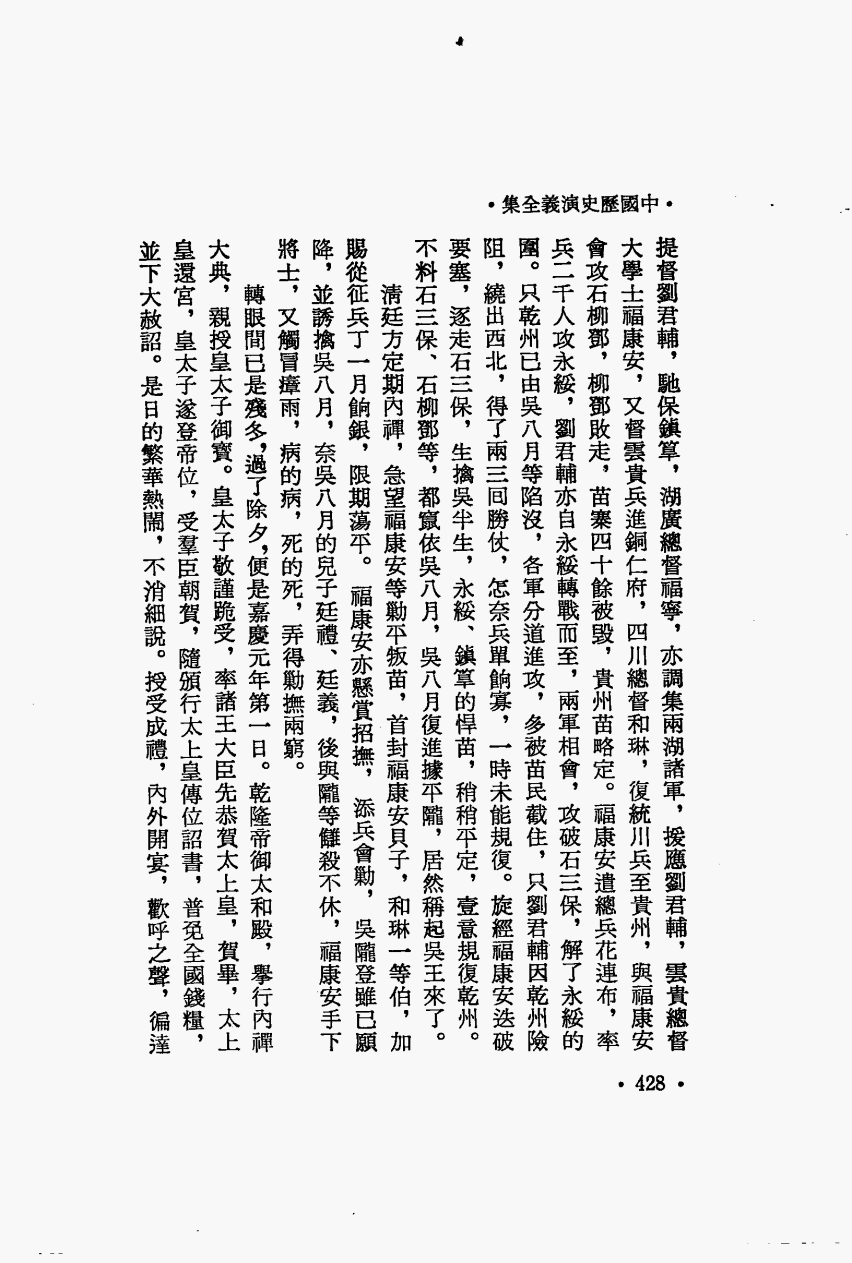 •中國歷史演義全集•
提督劉君輔，馳保鎮筸，湖廣總督福寧，亦調集兩湖諸軍，援應劉君輔，雲貴總督
大學士福康安，又督雲貴兵進銅仁府，四川總督和琳，復統川兵至貴州，與福康安
會攻石柳鄧，柳鄧敗走，苗寨四十餘被毀，貴州苗略定。福康安遣總兵花連布，率
兵二千人攻永綏，劉君輔亦自永綏轉戰而至，兩軍相會，攻破石三保，解了永綏的
圍。只乾州已由吳八月等陷沒，各軍分道進攻，多被苗民截住，只劉君輔因乾州險
阻，繞出西北，得了兩三回勝仗，怎奈兵單餉寡，一時未能規復。旋經福康安迭破
要塞，逐走石三保，生擒吳半生，永綏、鎮筸的悍苗，稍稍平定，壹意規復乾州。
不料石三保、石柳鄧等，都竄依吳八月，吳八月復進據平隴，居然稱起吳王來了。
清廷方定期內禪，急望福康安等勦平叛苗，首封福康安貝子，和琳一等伯，加
賜從征兵丁一月餉銀，限期蕩平。福康安亦懸賞招撫，添兵會勦，吳隴登雖已願
降，並誘擒吳八月，奈吳八月的兒子廷禮、廷義，後與隴等讎殺不休，福康安手下
將士，又觸冒瘴雨，病的病，死的死，弄得勦撫兩窮。
轉眼間已是殘冬，過了除夕，便是嘉慶元年第一日。乾隆帝御太和殿，舉行內禪
大典，親授皇太子御寶。皇太子敬謹跪受，率諸王大臣先恭賀太上皇，賀畢，太上
皇還宮，皇太子遂登帝位，受羣臣朝賀，隨頒行太上皇傳位詔書，普免全國錢糧，
並下大赦詔。是日的繁華熱鬧，不消細說。授受成禮，內外開宴，歡呼之聲，徧達
•428•